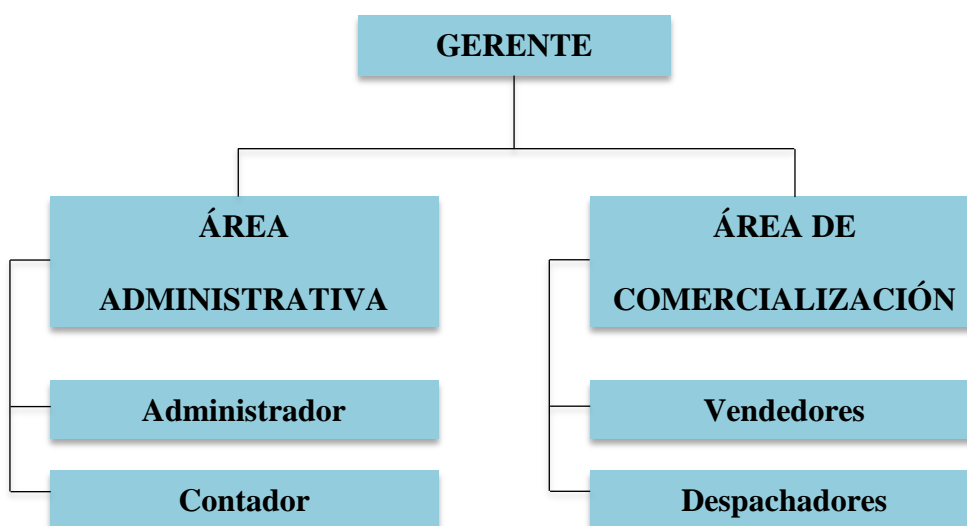 GERENTE
ÁREA
ADMINISTRATIVA
Administrador
Contador
ÁREA DE
COMERCIALIZACIÓN
Vendedores
Despachadores